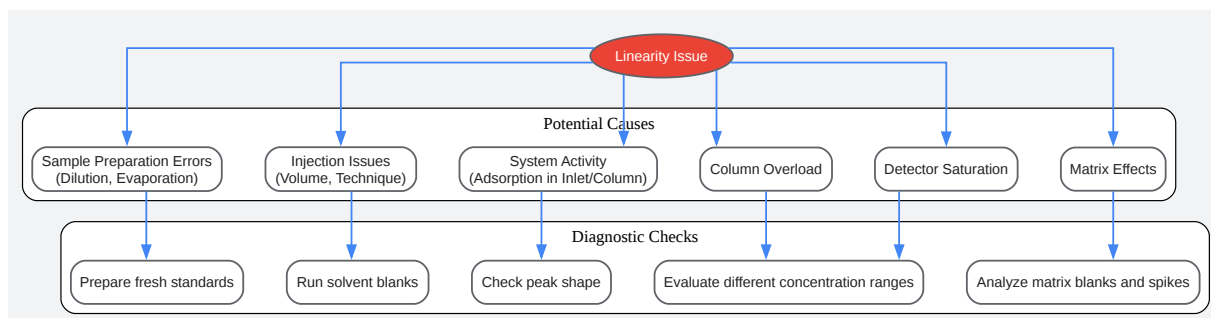 Linearity Issue
Potential Causes
Sample Preparation Errors
(Dilution, Evaporation)
Injection Issues
(Volume, Technique)
System Activity
(Adsorption in Inlet/Column)
Column Overload
Detector Saturation
Matrix Effects
Diagnostic Checks
Prepare fresh standards
Run solvent blanks
Check peak shape
Evaluate different concentration ranges
Analyze matrix blanks and spikes